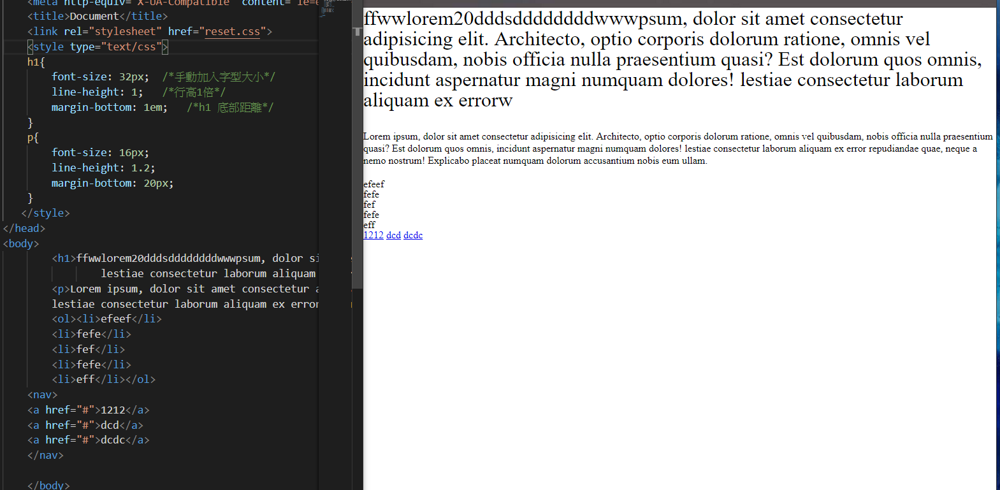 <meta http-equiv="X-UA-Compatible" content="ie=e
<title>Document</title>
<link rel="stylesheet" href="reset.css">
<style type="text/css">
h1{
font-size: 32px; /*手動加入字型大小*/
line-height: 1; /*行高1倍*/
margin-bottom: 1em; /*h1 底部距離*/
}
p{
font-size: 16px;
line-height: 1.2;
margin-bottom: 20px;
}
</style>
</head>
<body>
<h1>ffwwlorem20dddsddddddddwwwpsum, dolor si
lestiae consectetur laborum aliquam
<p>Lorem ipsum, dolor sit amet consectetur a
lestiae consectetur laborum aliquam ex error
<ol><li>efeef</li>
<li>fefe</li>
<li>fef</li>
<li>fefe</li>
<li>eff</li></ol>
<nav>
<a href="#">1212</a>
<a href="#">dcd</a>
<a href="#">dcdc</a>
</nav>
</body>
ffwwlorem20dddsddddddddwwwpsum, dolor sit amet consectetur
adipisicing elit. Architecto, optio corporis dolorum ratione, omnis vel
quibusdam, nobis officia nulla praesentium quasi? Est dolorum quos omnis,
incidunt aspernatur magni numquam dolores! lestiae consectetur laborum
aliquam ex errorw
Lorem ipsum, dolor sit amet consectetur adipisicing elit. Architecto, optio corporis dolorum ratione, omnis vel quibusdam, nobis officia nulla praesentium
quasi? Est dolorum quos omnis, incidunt aspernatur magni numquam dolores! lestiae consectetur laborum aliquam ex error repudiandae quae, neque a
nemo nostrum! Explicabo placeat numquam dolorum accusantium nobis eum ullam.
efeef
fefe
fef
fefe
eff
1212 dcd dcdc